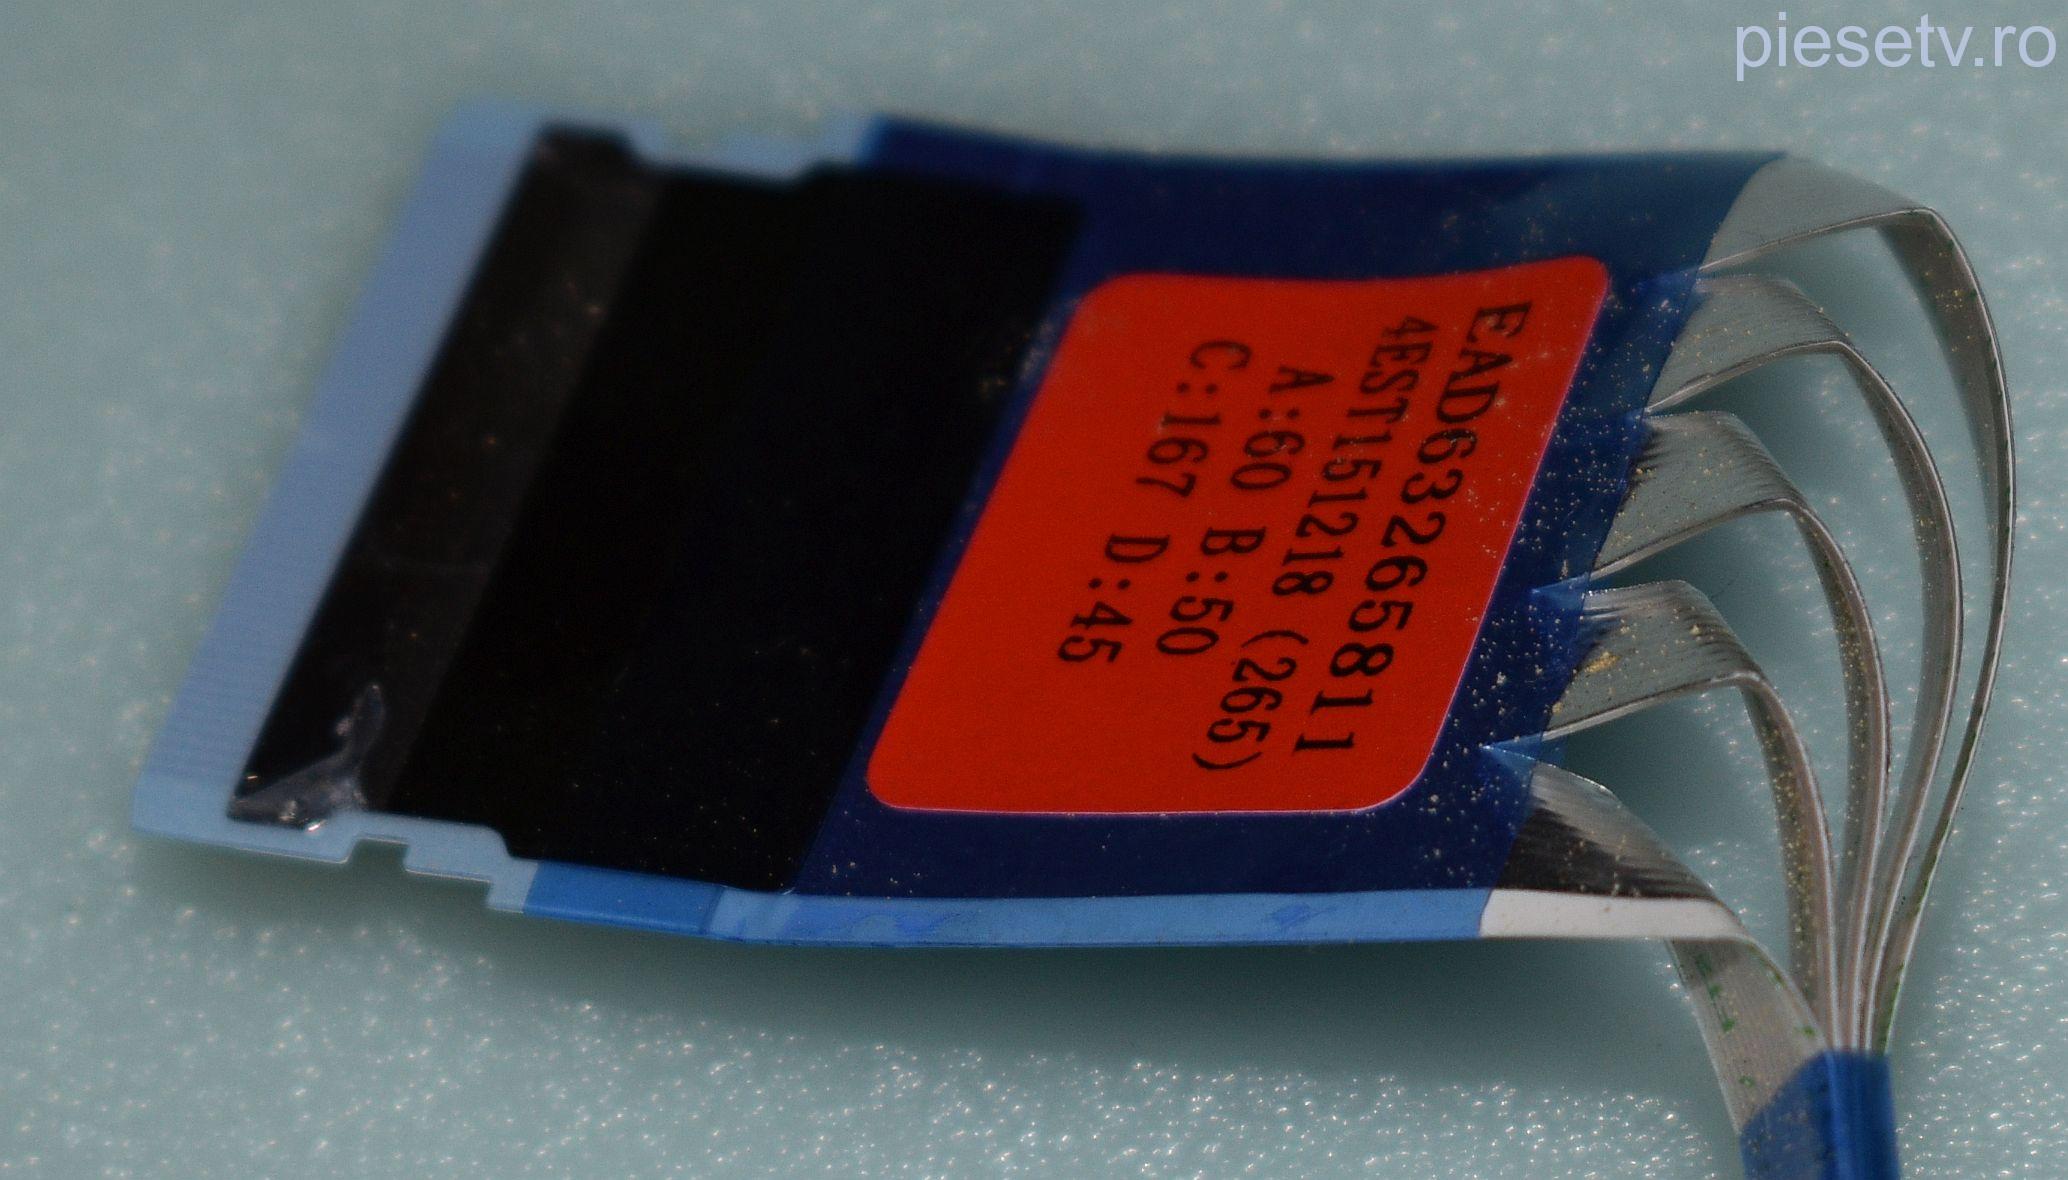 piesetv.ro
EAD63265811
4EST151218 (265)
A:60 B:50
C:167 D:45